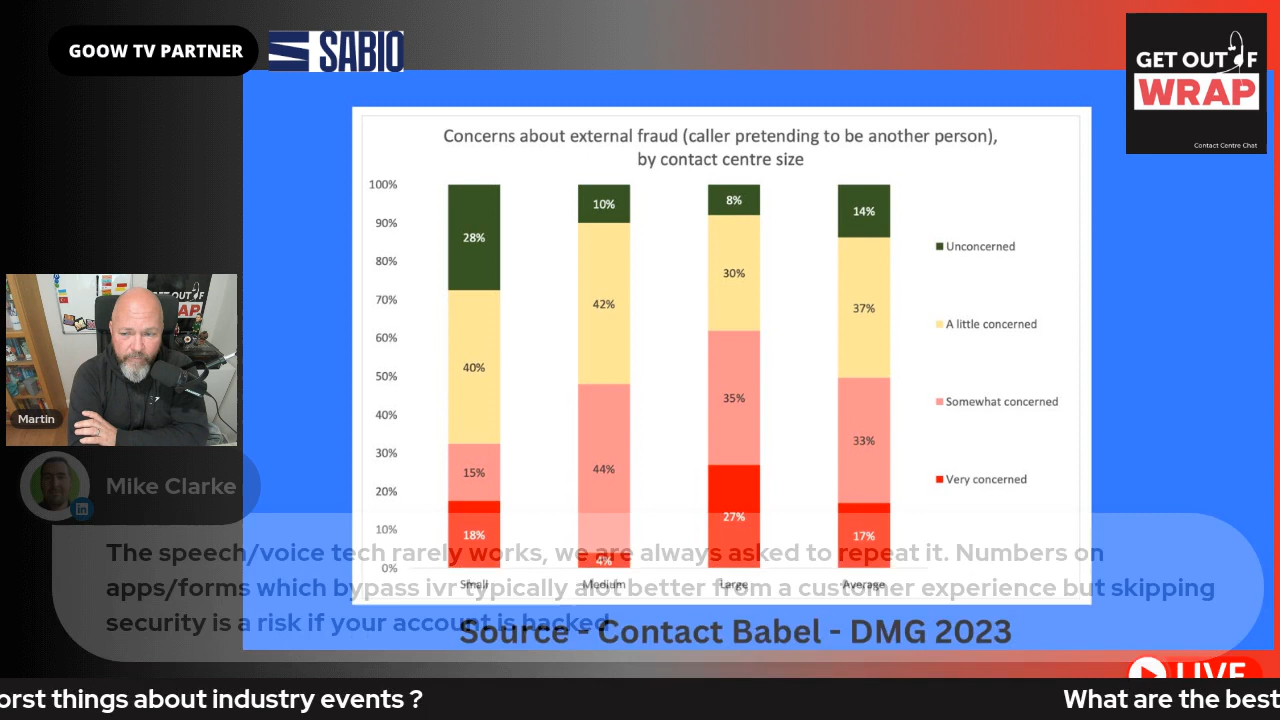 GOOW TV PARTNER
SABIO
GET OUT OF
WRAP
Contact Centre Chat
Concerns about external fraud (caller pretending to be another person),
by contact centre size
100%
90%
80%
70%
60%
50%
40%
30%
20%
10%
0%
28%
40%
15%
18%
10%
42%
44%
4%
8%
30%
35%
27%
14%
37%
33%
17%
Small
Medium
Large
Average
Unconcerned
A little concerned
Somewhat concerned
Very concerned
GET OUT OF
Martin
Mike Clarke
in
The speech/voice tech rarely works, we are always asked to repeat it. Numbers on
apps/forms which bypass ivr typically are better from a customer experience but skipping
security is a risk if your account is hacked
Source - Contact Babel - DMG 2023
LIVE
orst things about industry events ?
What are the best